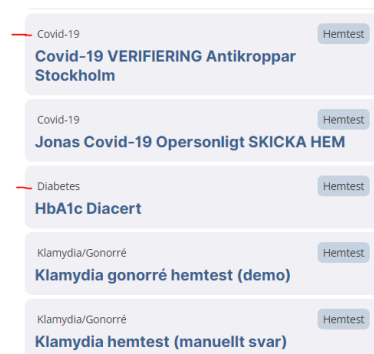 Covid-19 Hemtest
Covid-19 VERIFIERING Antikroppar
Stockholm
Covid-19 Hemtest
Jonas Covid-19 Opersonligt SKICKA HEM
Diabetes Hemtest
HbA1c Diacert
Klamydia/Gonorré Hemtest
Klamydia gonorré hemtest (demo)
Klamydia/Gonorré Hemtest
Klamydia hemtest (manuellt svar)